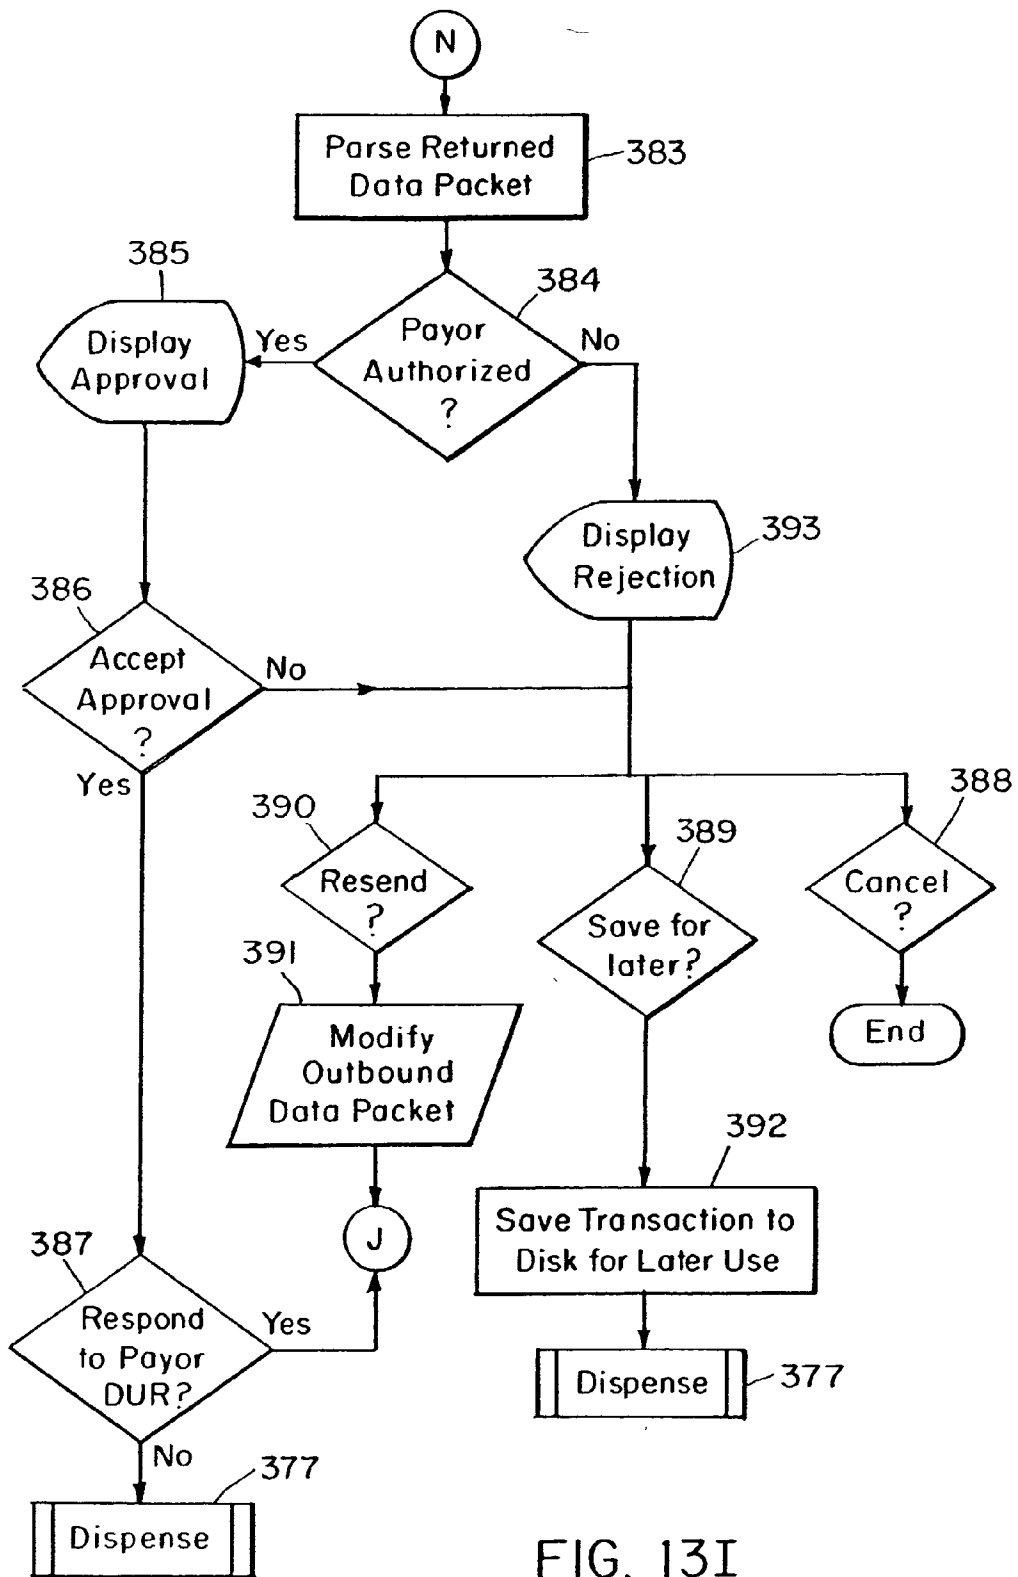 N
Parse Returned
Data Packet
383
385
384
Payor
Authorized
?
Yes
No
Display
Approval
Display
Rejection
393
386
Accept
Approval
?
No
Yes
390
389
388
Resend
?
Save for
later?
Cancel
?
391
Modify
Outbound
Data Packet
End
392
J
Save Transaction to
Disk for Later Use
387
Respond
to Payor
DUR?
Yes
Dispense
377
No
377
Dispense
FIG. 13I